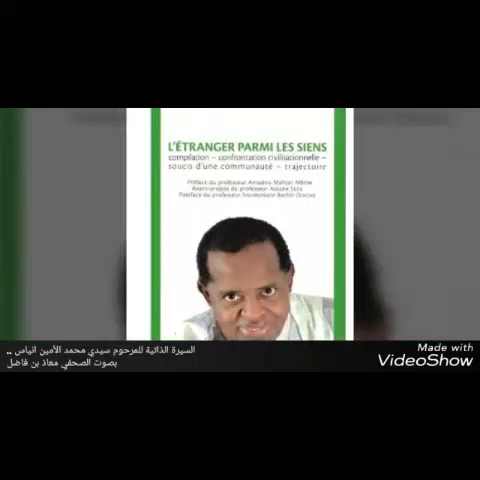 L'ÉTRANGER PARMI LES SIENS
compilation – confrontation civilisationnelle –
soucis d'une communauté – trajectoire
Préface du professeur Amadou Mahtar Mbow
Avant-propos du professeur Assane Seck
Postface du professeur Souleymane Bachir Diagne
السيرة الذاتية للمرحوم سيدي محمد الأمين انياس ..
بصوت الصحفي معاذ بن فاضل
Made with
VideoShow